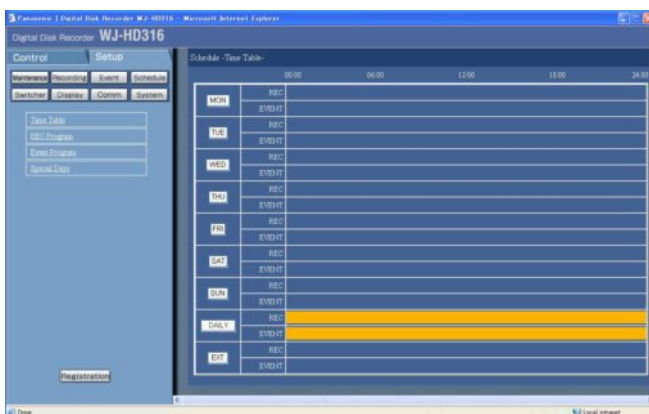 Panasonic [Digital Disk Recorder WJ-HD316 - Microsoft Internet Explorer
Digital Disk Recorder WJ-HD316
Control Setup
Maintenance Recording Event Schedule
Switcher Display Comm. System
Time Table
REC Program
Event Program
Special Days
Registration
Schedule -Time Table-
00:00 06:00 12:00 18:00 24:00
MON REC
EVENT
TUE REC
EVENT
WED REC
EVENT
THU REC
EVENT
FRI REC
EVENT
SAT REC
EVENT
SUN REC
EVENT
DAILY REC
EVENT
EXT REC
EVENT
Done Local intranet